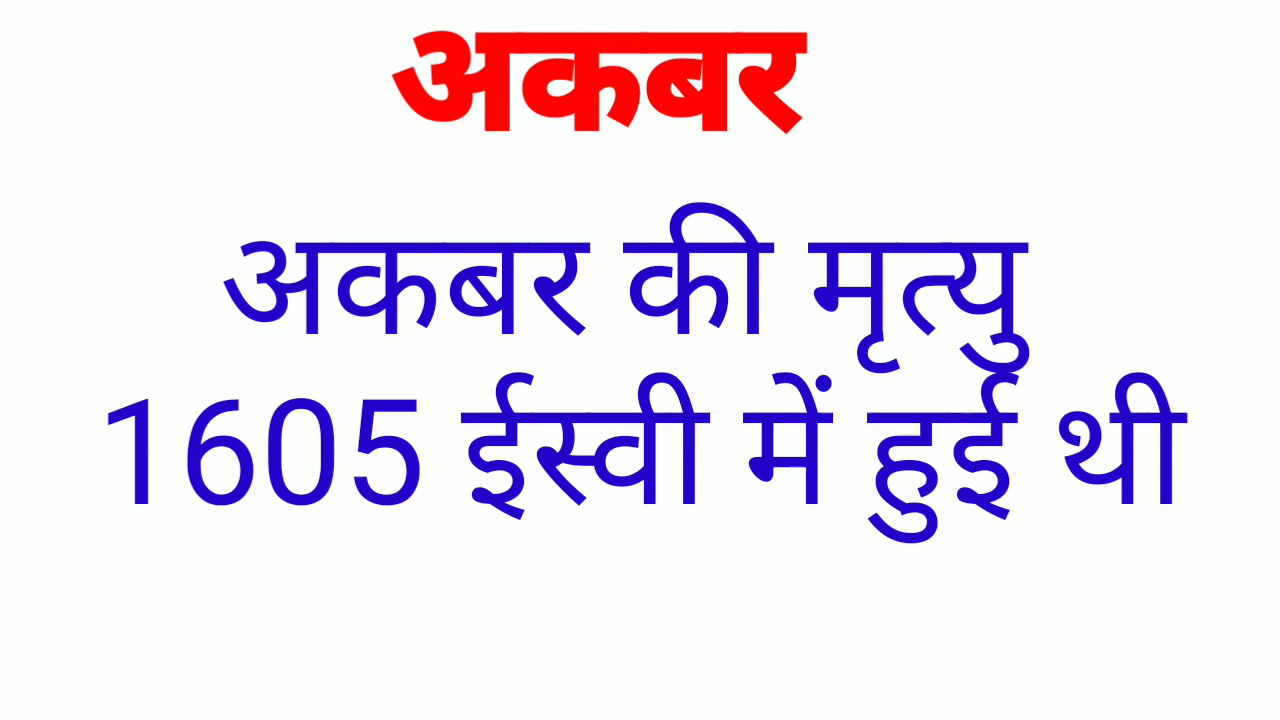 अकबर
अकबर की मृत्यु
1605 ईस्वी में हुई थी